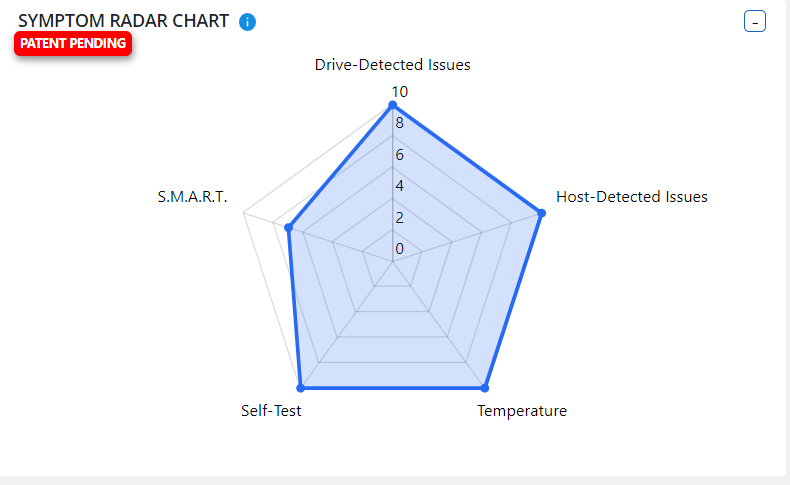 SYMPTOM RADAR CHART
-
PATENT PENDING
Drive-Detected Issues
10
8
6
4
2
0
S.M.A.R.T.
Host-Detected Issues
Self-Test
Temperature